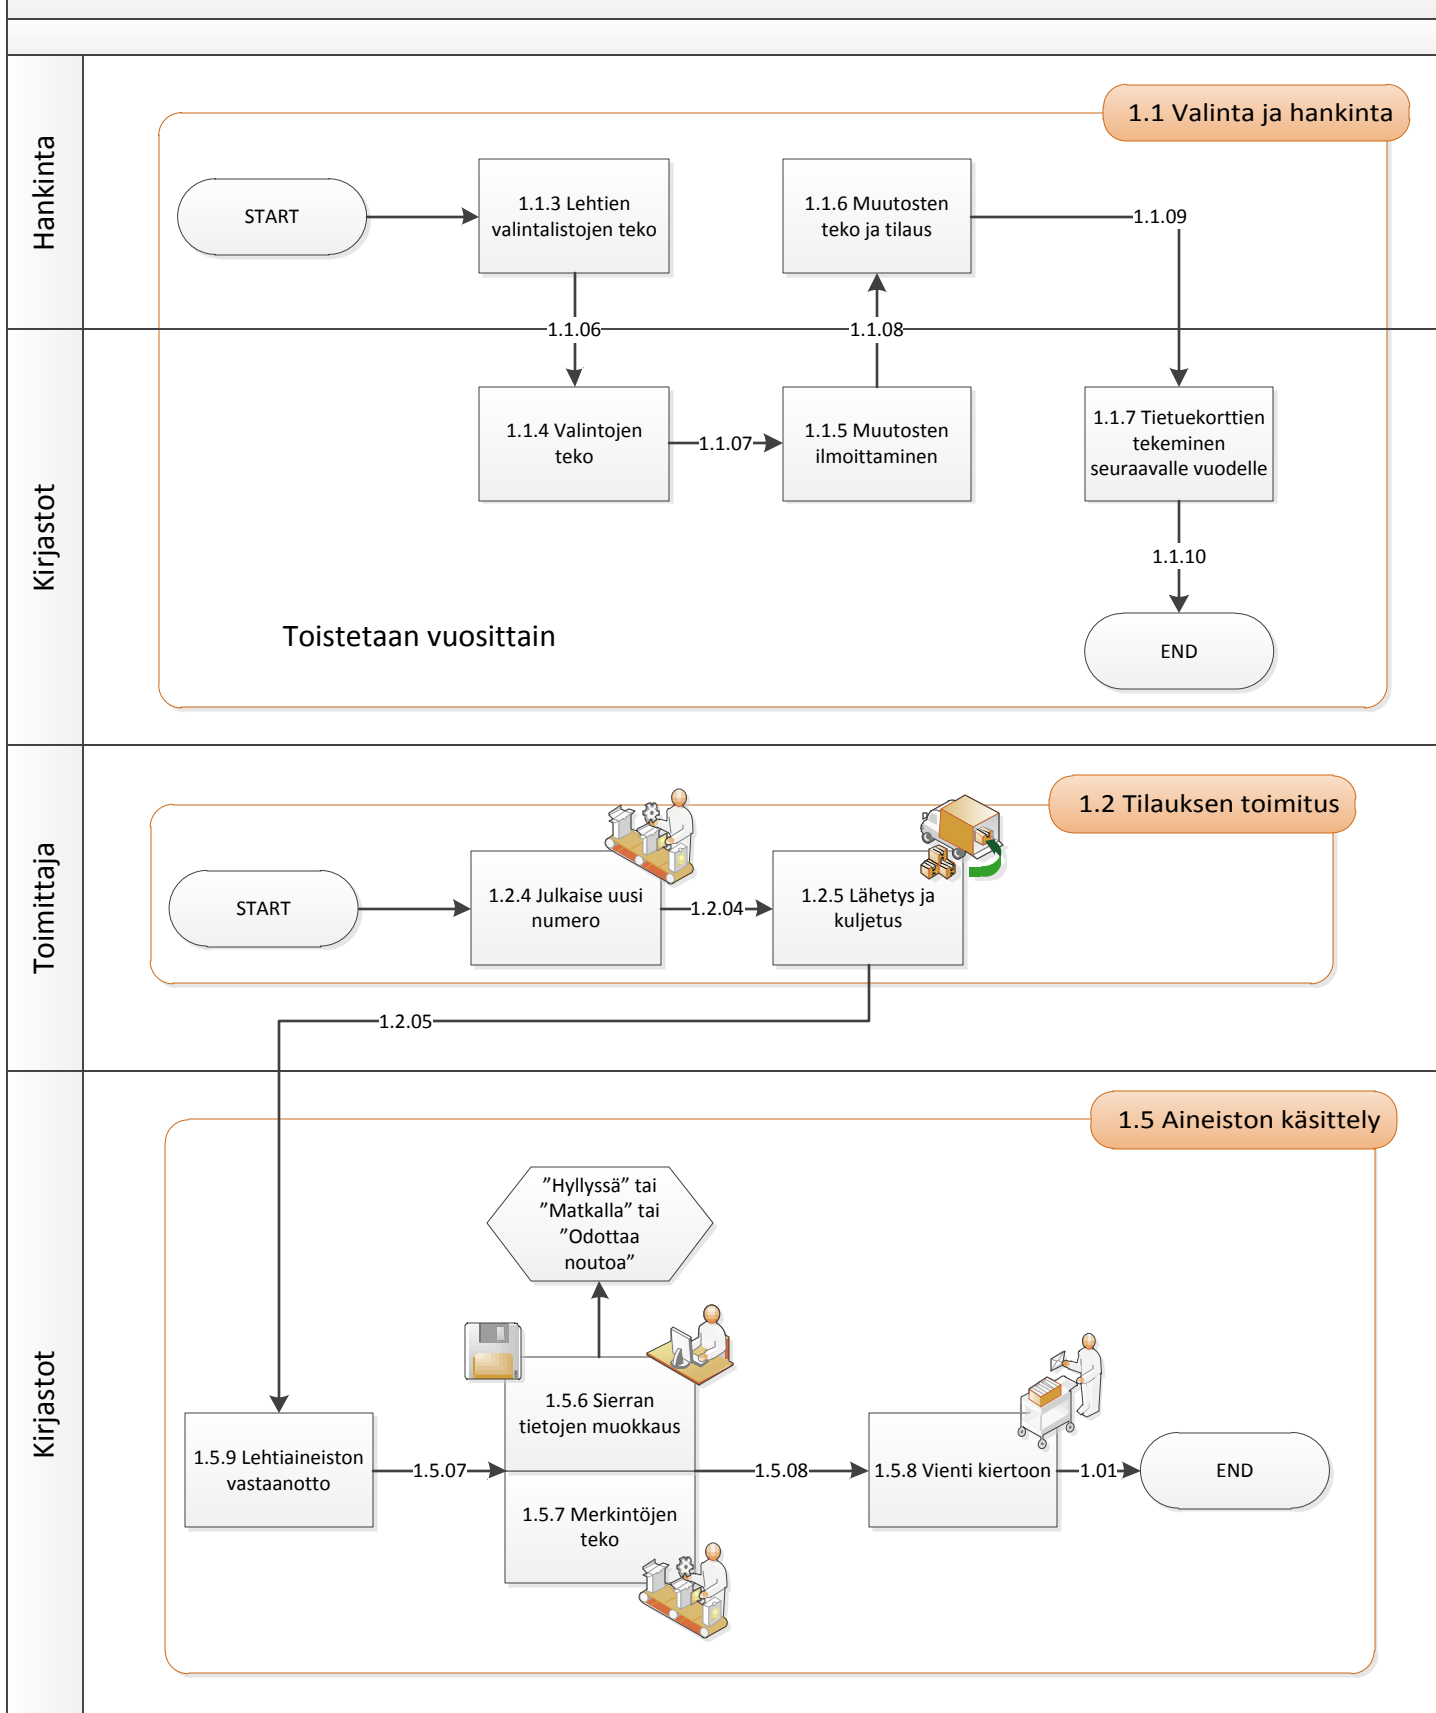 Hankinta
1.1 Valinta ja hankinta
START
1.1.3 Lehtien
valintalistojen teko
1.1.6 Muutosten
teko ja tilaus
1.1.09
1.1.06
1.1.08
Kirjastot
1.1.4 Valintojen
teko
1.1.07
1.1.5 Muutosten
ilmoittaminen
1.1.7 Tietuekorttien
tekeminen
seuraavalle vuodelle
1.1.10
Toistetaan vuosittain
END
Toimittaja
1.2 Tilauksen toimitus
START
1.2.4 Julkaise uusi
numero
1.2.04
1.2.5 Lähetys ja
kuljetus
1.2.05
Kirjastot
1.5 Aineiston käsittely
”Hyllyssä” tai
”Matkalla” tai
”Odottaa
noutoa”
1.5.6 Sierran
tietojen muokkaus
1.5.9 Lehtiaineiston
vastaanotto
1.5.07
1.5.08
1.5.8 Vienti kiertoon
1.01
END
1.5.7 Merkintöjen
teko